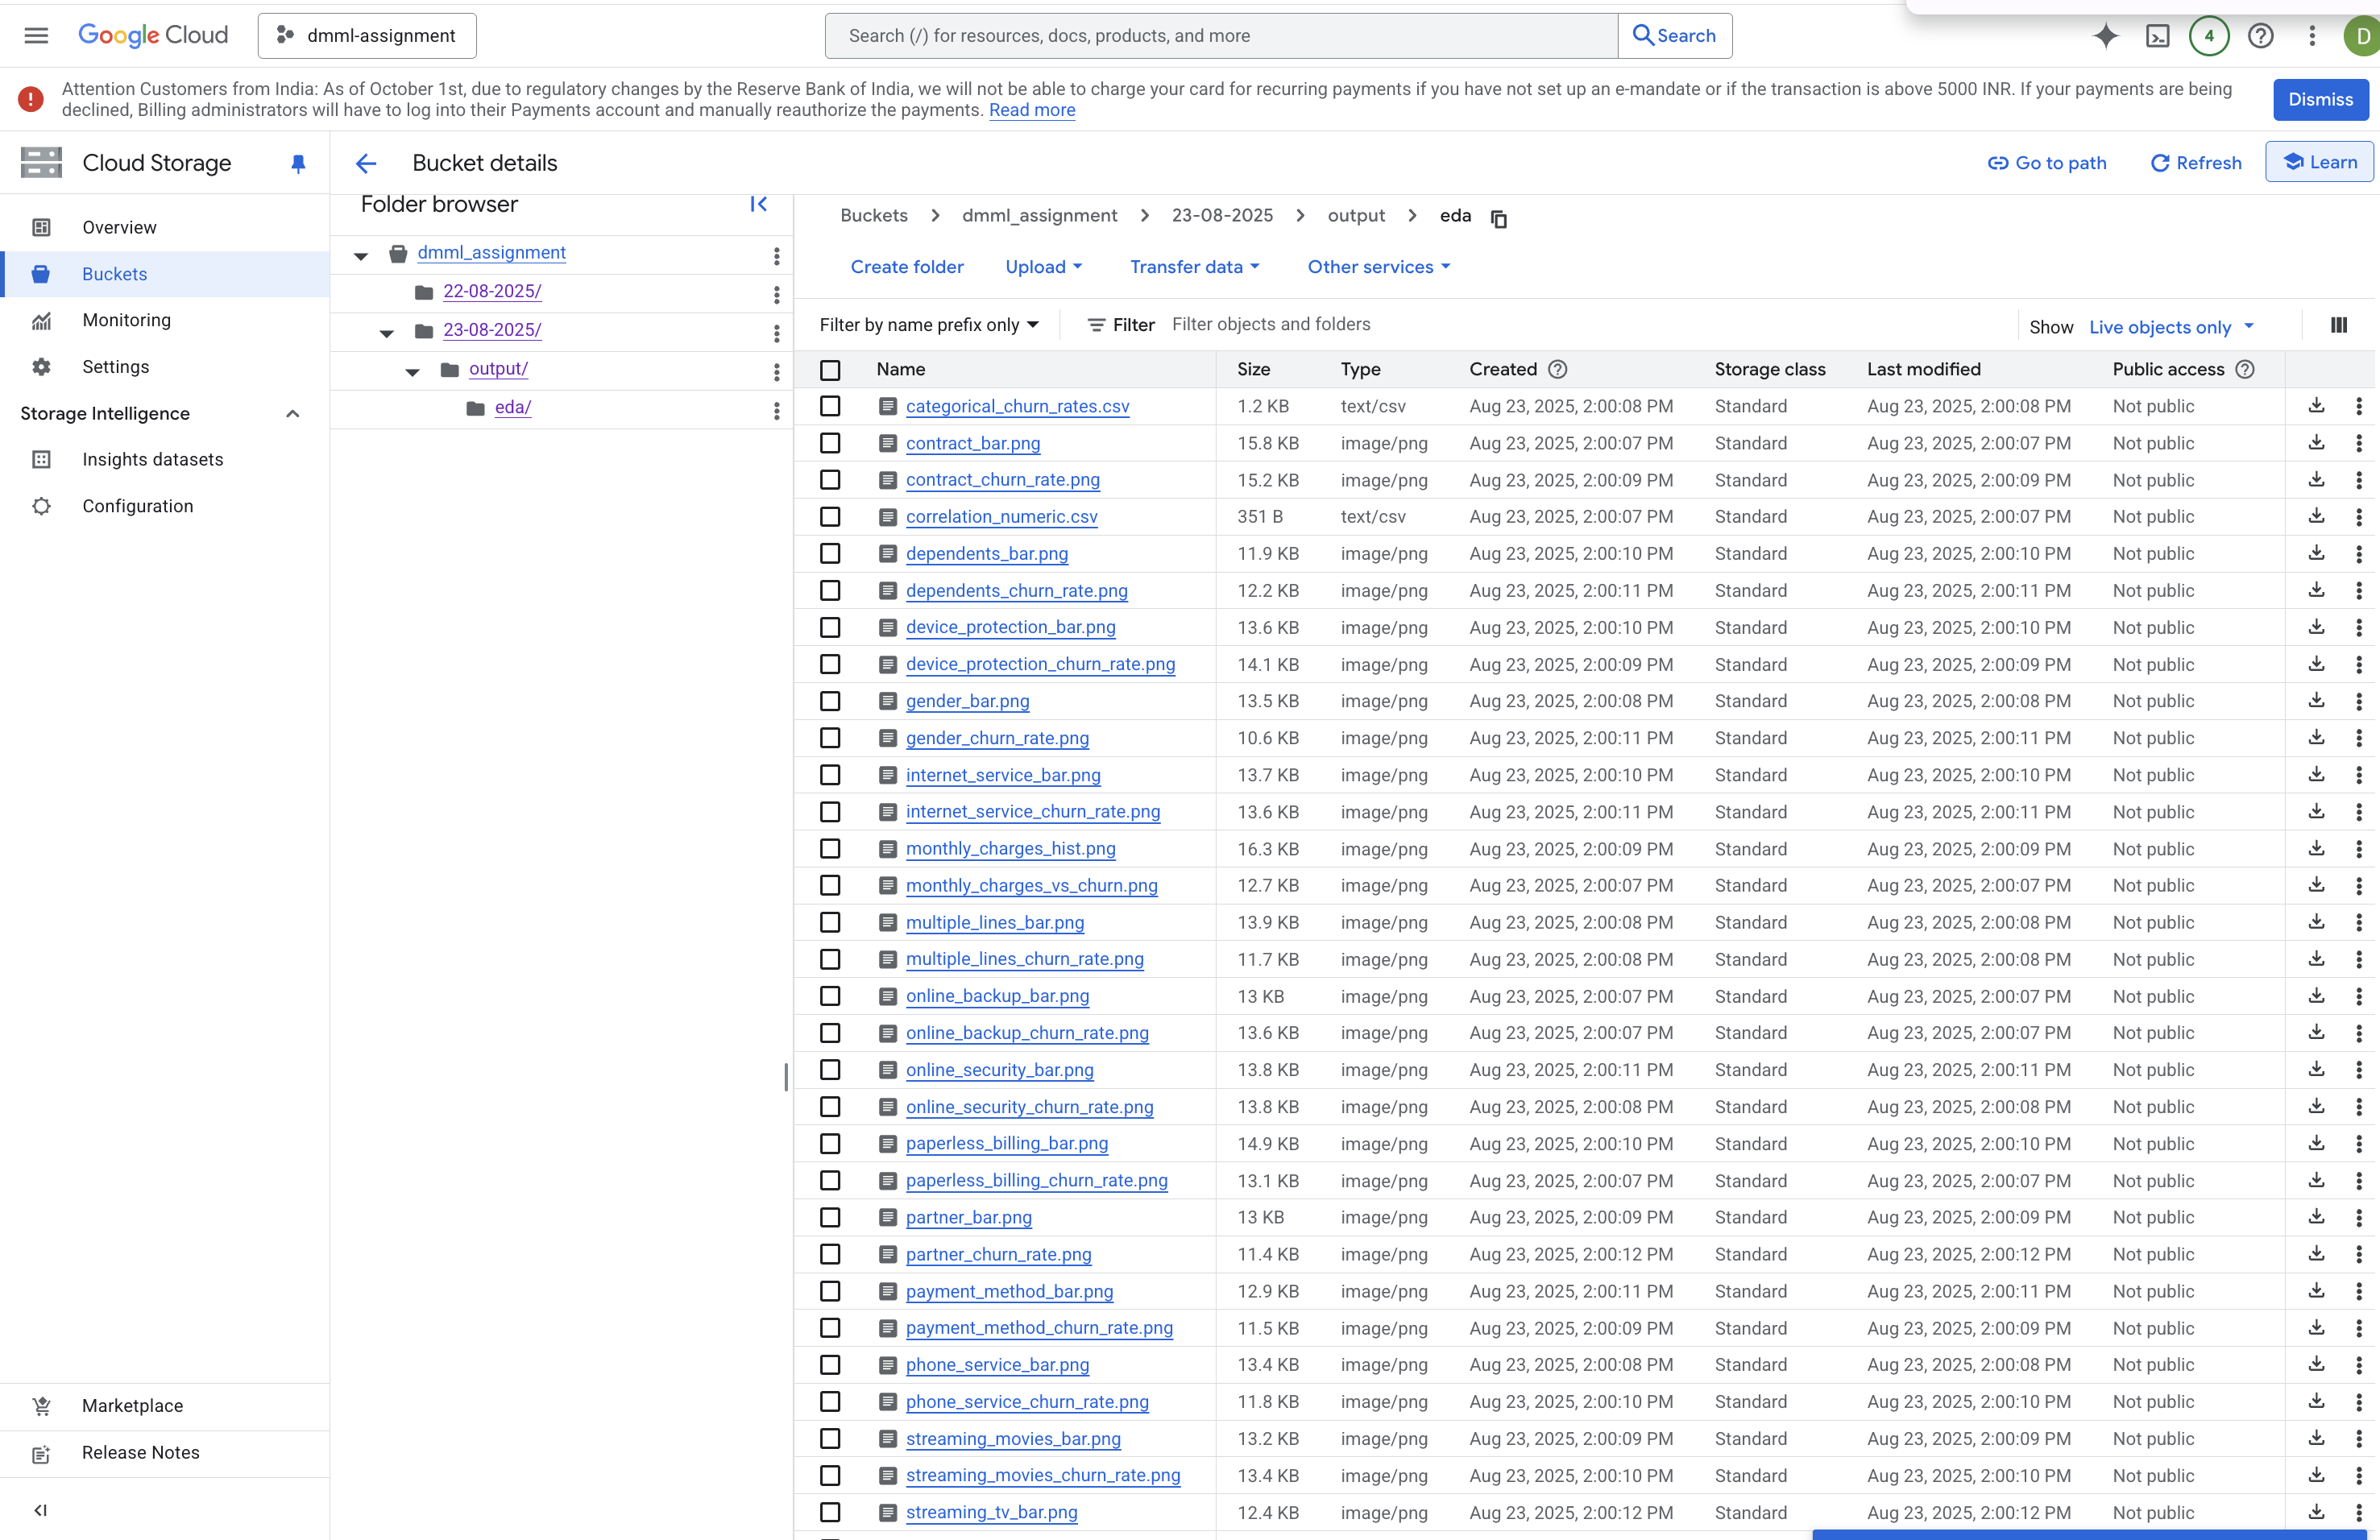 Google Cloud
dmml-assignment
Search (/) for resources, docs, products, and more
Search
4
D
Attention Customers from India: As of October 1st, due to regulatory changes by the Reserve Bank of India, we will not be able to charge your card for recurring payments if you have not set up an e-mandate or if the transaction is above 5000 INR. If your payments are being
declined, Billing administrators will have to log into their Payments account and manually reauthorize the payments. Read more
Dismiss
Cloud Storage
Overview
Buckets
Monitoring
Settings
Storage Intelligence
Insights datasets
Configuration
Marketplace
Release Notes
Bucket details
Go to path
Refresh
Learn
Folder browser
dmml_assignment
22-08-2025/
23-08-2025/
output/
eda/
Buckets > dmml_assignment > 23-08-2025 > output > eda
Create folder Upload Transfer data Other services
Filter by name prefix only Filter Filter objects and folders Show Live objects only
Name Size Type Created Storage class Last modified Public access
categorical_churn_rates.csv 1.2 KB text/csv Aug 23, 2025, 2:00:08 PM Standard Aug 23, 2025, 2:00:08 PM Not public
contract_bar.png 15.8 KB image/png Aug 23, 2025, 2:00:07 PM Standard Aug 23, 2025, 2:00:07 PM Not public
contract_churn_rate.png 15.2 KB image/png Aug 23, 2025, 2:00:09 PM Standard Aug 23, 2025, 2:00:09 PM Not public
correlation_numeric.csv 351 B text/csv Aug 23, 2025, 2:00:07 PM Standard Aug 23, 2025, 2:00:07 PM Not public
dependents_bar.png 11.9 KB image/png Aug 23, 2025, 2:00:10 PM Standard Aug 23, 2025, 2:00:10 PM Not public
dependents_churn_rate.png 12.2 KB image/png Aug 23, 2025, 2:00:11 PM Standard Aug 23, 2025, 2:00:11 PM Not public
device_protection_bar.png 13.6 KB image/png Aug 23, 2025, 2:00:10 PM Standard Aug 23, 2025, 2:00:10 PM Not public
device_protection_churn_rate.png 14.1 KB image/png Aug 23, 2025, 2:00:09 PM Standard Aug 23, 2025, 2:00:09 PM Not public
gender_bar.png 13.5 KB image/png Aug 23, 2025, 2:00:08 PM Standard Aug 23, 2025, 2:00:08 PM Not public
gender_churn_rate.png 10.6 KB image/png Aug 23, 2025, 2:00:11 PM Standard Aug 23, 2025, 2:00:11 PM Not public
internet_service_bar.png 13.7 KB image/png Aug 23, 2025, 2:00:10 PM Standard Aug 23, 2025, 2:00:10 PM Not public
internet_service_churn_rate.png 13.6 KB image/png Aug 23, 2025, 2:00:11 PM Standard Aug 23, 2025, 2:00:11 PM Not public
monthly_charges_hist.png 16.3 KB image/png Aug 23, 2025, 2:00:09 PM Standard Aug 23, 2025, 2:00:09 PM Not public
monthly_charges_vs_churn.png 12.7 KB image/png Aug 23, 2025, 2:00:07 PM Standard Aug 23, 2025, 2:00:07 PM Not public
multiple_lines_bar.png 13.9 KB image/png Aug 23, 2025, 2:00:08 PM Standard Aug 23, 2025, 2:00:08 PM Not public
multiple_lines_churn_rate.png 11.7 KB image/png Aug 23, 2025, 2:00:08 PM Standard Aug 23, 2025, 2:00:08 PM Not public
online_backup_bar.png 13 KB image/png Aug 23, 2025, 2:00:07 PM Standard Aug 23, 2025, 2:00:07 PM Not public
online_backup_churn_rate.png 13.6 KB image/png Aug 23, 2025, 2:00:07 PM Standard Aug 23, 2025, 2:00:07 PM Not public
online_security_bar.png 13.8 KB image/png Aug 23, 2025, 2:00:11 PM Standard Aug 23, 2025, 2:00:11 PM Not public
online_security_churn_rate.png 13.8 KB image/png Aug 23, 2025, 2:00:08 PM Standard Aug 23, 2025, 2:00:08 PM Not public
paperless_billing_bar.png 14.9 KB image/png Aug 23, 2025, 2:00:10 PM Standard Aug 23, 2025, 2:00:10 PM Not public
paperless_billing_churn_rate.png 13.1 KB image/png Aug 23, 2025, 2:00:07 PM Standard Aug 23, 2025, 2:00:07 PM Not public
partner_bar.png 13 KB image/png Aug 23, 2025, 2:00:09 PM Standard Aug 23, 2025, 2:00:09 PM Not public
partner_churn_rate.png 11.4 KB image/png Aug 23, 2025, 2:00:12 PM Standard Aug 23, 2025, 2:00:12 PM Not public
payment_method_bar.png 12.9 KB image/png Aug 23, 2025, 2:00:11 PM Standard Aug 23, 2025, 2:00:11 PM Not public
payment_method_churn_rate.png 11.5 KB image/png Aug 23, 2025, 2:00:09 PM Standard Aug 23, 2025, 2:00:09 PM Not public
phone_service_bar.png 13.4 KB image/png Aug 23, 2025, 2:00:08 PM Standard Aug 23, 2025, 2:00:08 PM Not public
phone_service_churn_rate.png 11.8 KB image/png Aug 23, 2025, 2:00:10 PM Standard Aug 23, 2025, 2:00:10 PM Not public
streaming_movies_bar.png 13.2 KB image/png Aug 23, 2025, 2:00:09 PM Standard Aug 23, 2025, 2:00:09 PM Not public
streaming_movies_churn_rate.png 13.4 KB image/png Aug 23, 2025, 2:00:10 PM Standard Aug 23, 2025, 2:00:10 PM Not public
streaming_tv_bar.png 12.4 KB image/png Aug 23, 2025, 2:00:12 PM Standard Aug 23, 2025, 2:00:12 PM Not public